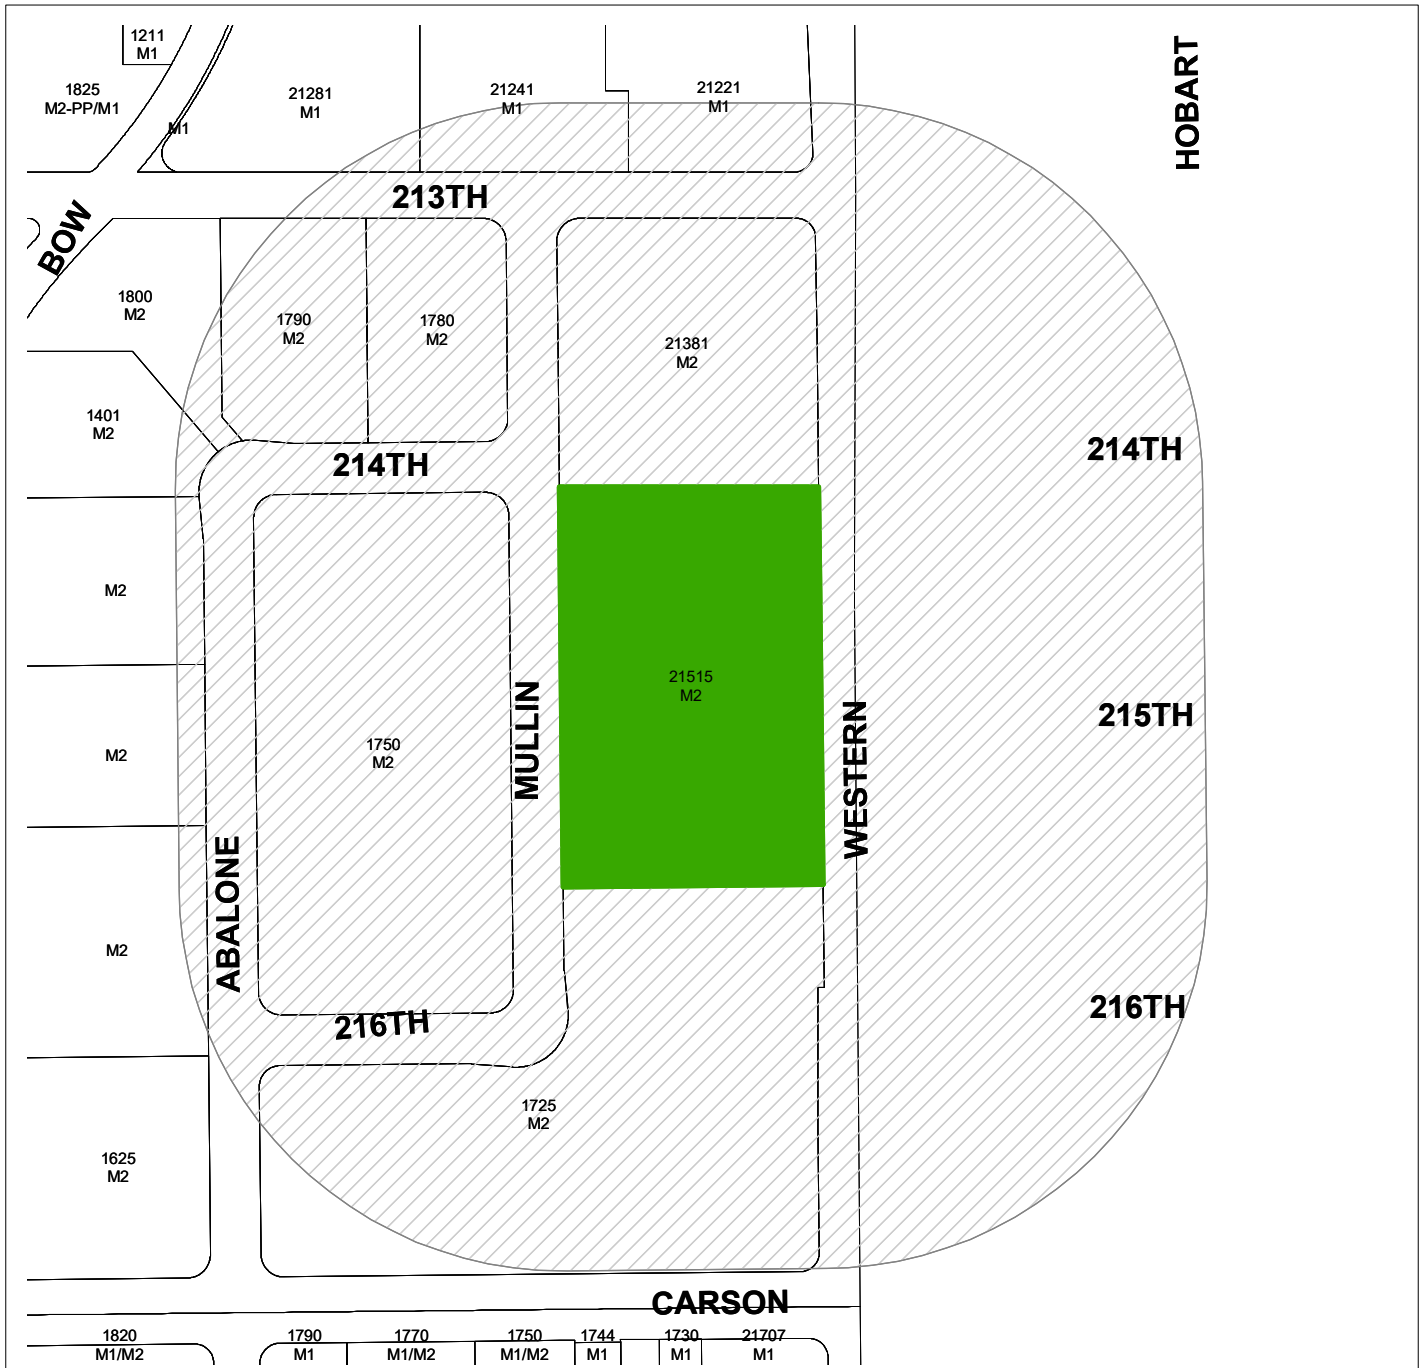 1211
M1
HOBART
1825
M2-PP/M1
21281
M1
21241
M1
21221
M1
M1
213TH
BOW
1800
M2
1790
M2
1780
M2
21381
M2
1401
M2
214TH
214TH
M2
21515
M2
MULLIN
215TH
1750
M2
M2
WESTERN
ABALONE
M2
216TH
216TH
1725
M2
1625
M2
CARSON
1820
M1/M2
1790
M1
1770
M1/M2
1750
M1/M2
1744
M1
1730
M1
21707
M1